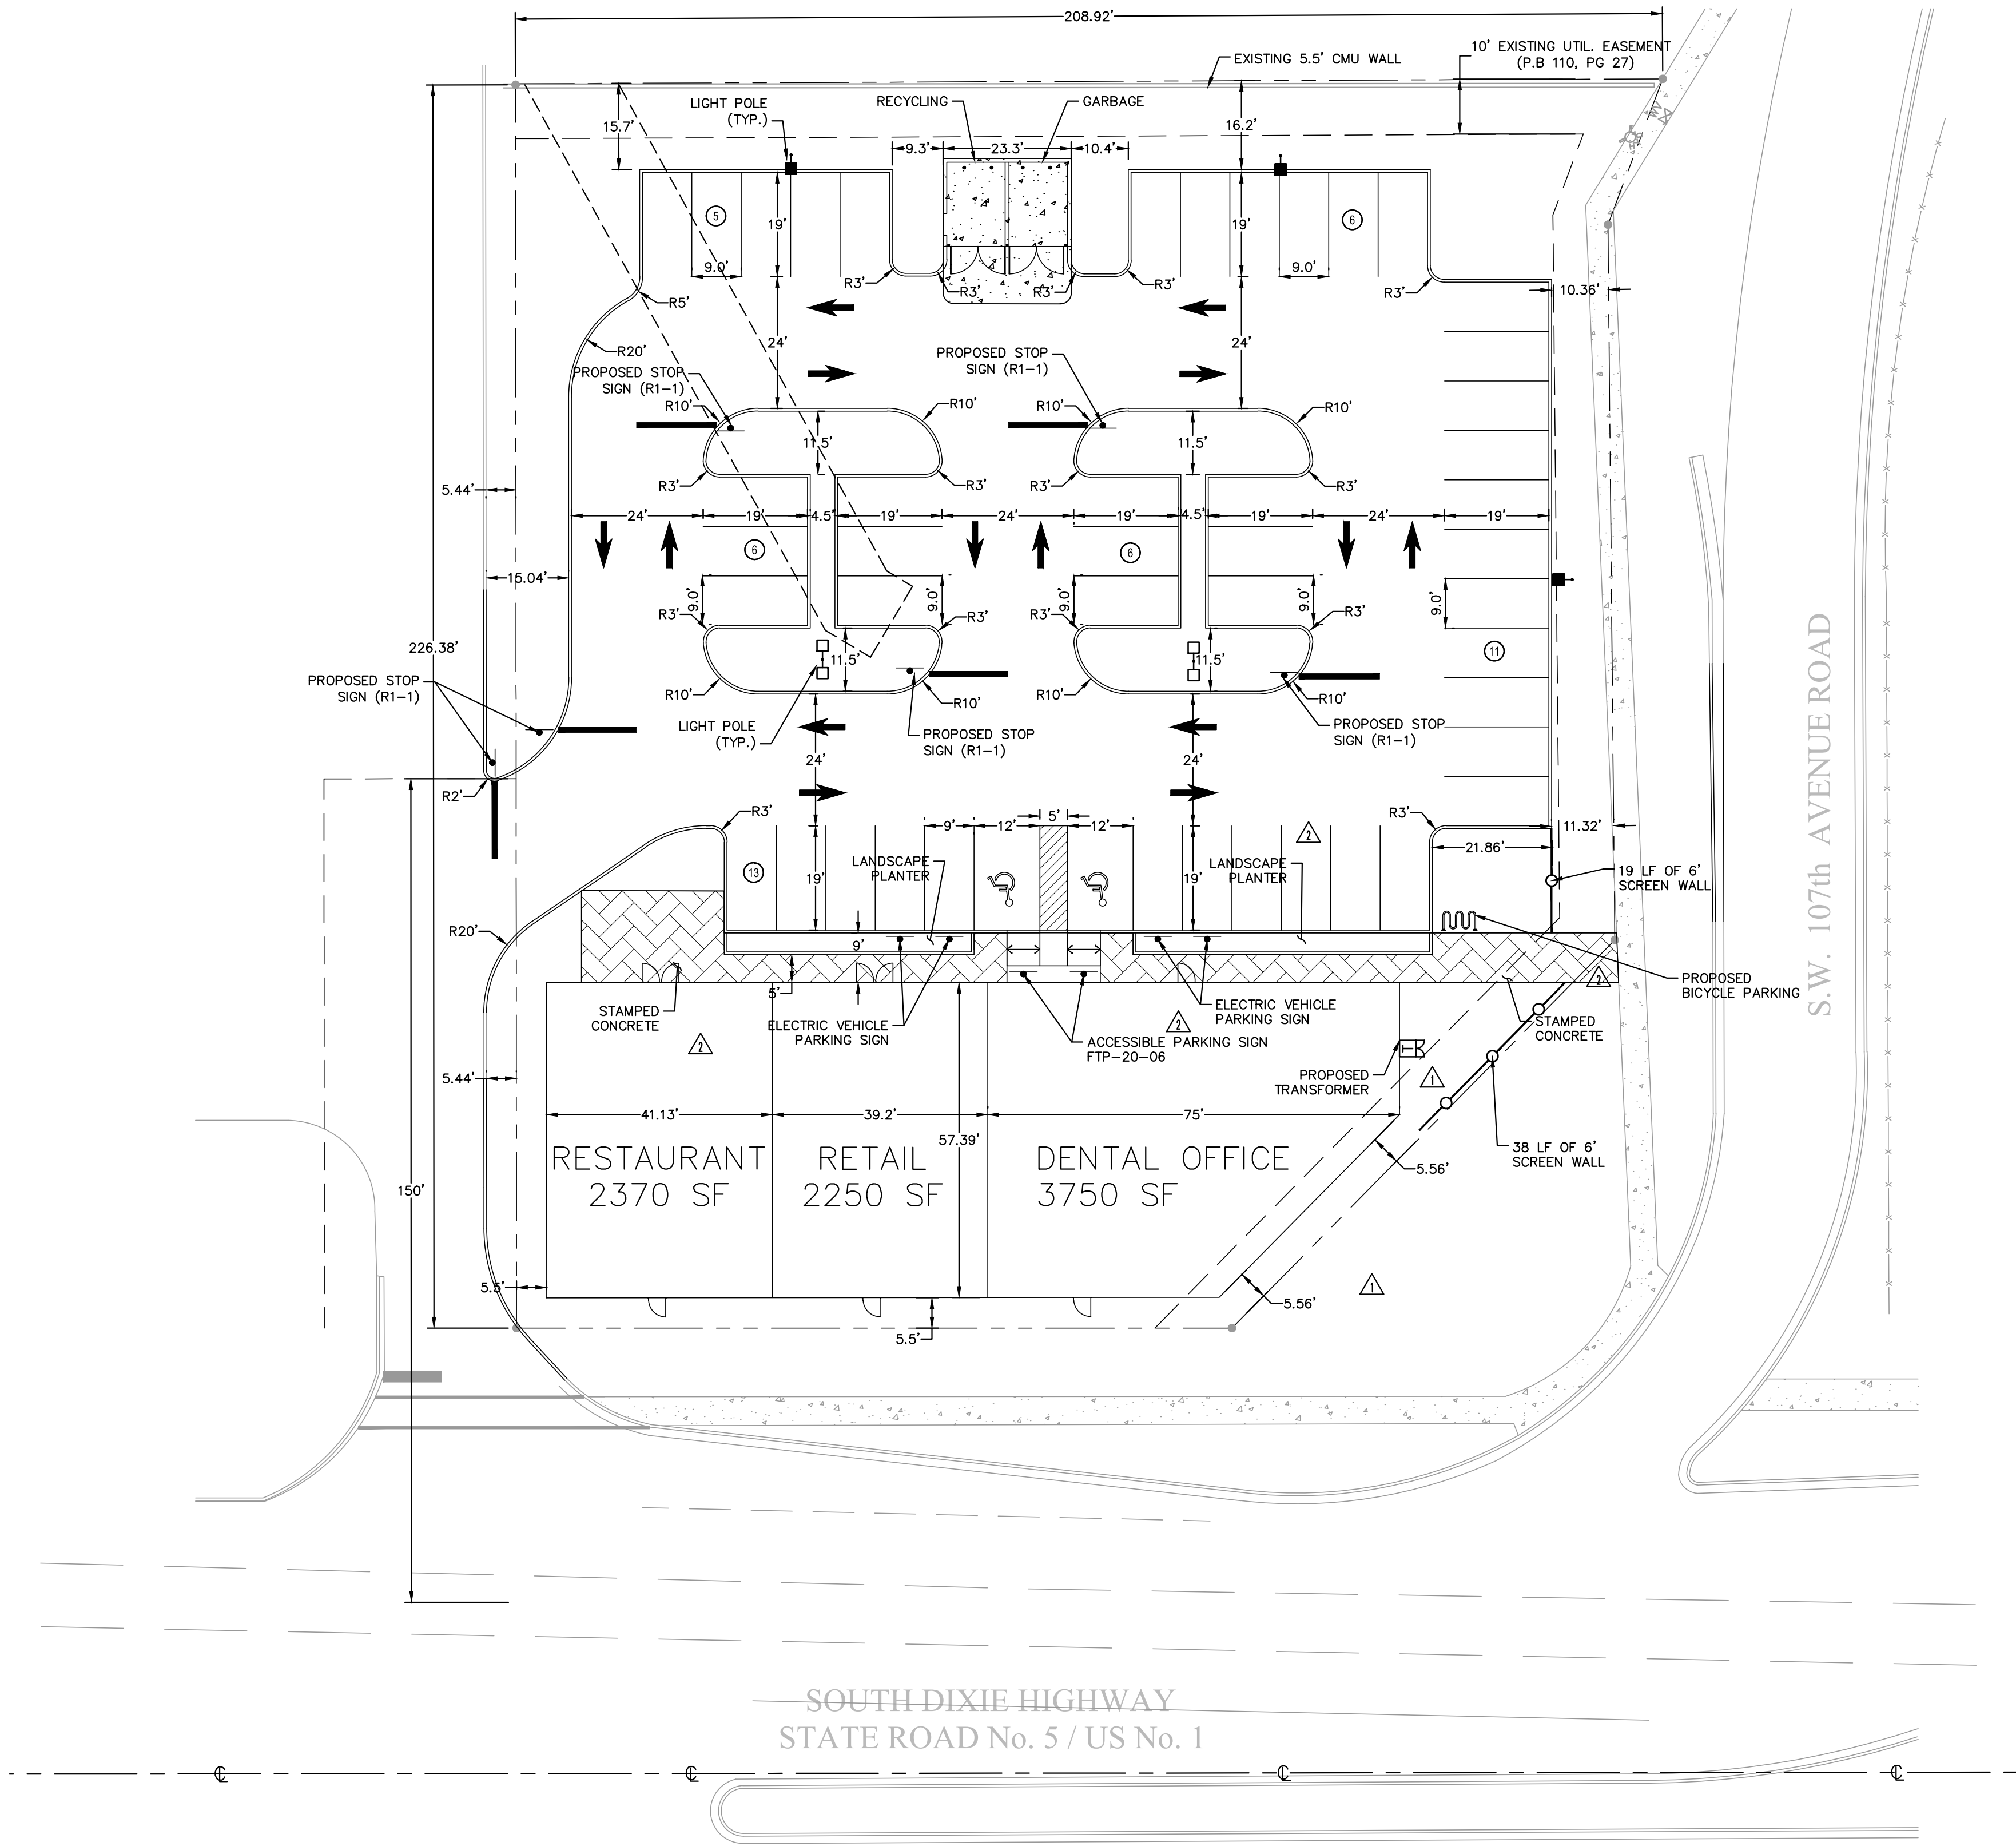 208.92'
10' EXISTING UTIL. EASEMENT
(P.B 110, PG 27)
EXISTING 5.5' CMU WALL
LIGHT POLE
(TYP.)
RECYCLING
GARBAGE
15.7'
16.2'
9.3'
23.3'
10.4'
WV
5
19'
19'
6
9.0'
9.0'
R3'
R3'
R3'
R3'
R3'
10.36'
R5'
R20'
24'
24'
PROPOSED STOP
SIGN (R1-1)
PROPOSED STOP
SIGN (R1-1)
R10'
R10'
R10'
R10'
11.5'
11.5'
R3'
R3'
R3'
R3'
5.44'
24'
19'
4.5'
19'
24'
19'
4.5'
19'
24'
19'
6
6
15.04'
9.0'
9.0'
9.0'
9.0'
9.0'
R3'
R3'
R3'
R3'
226.38'
11.5'
11.5'
11
PROPOSED STOP
SIGN (R1-1)
R10'
R10'
R10'
R10'
LIGHT POLE
(TYP.)
PROPOSED STOP
SIGN (R1-1)
PROPOSED STOP
SIGN (R1-1)
24'
24'
R2'
R3'
R3'
5'
9'
12'
12'
2
11.32'
21.86'
LANDSCAPE
PLANTER
LANDSCAPE
PLANTER
13
19'
19'
19 LF OF 6'
SCREEN WALL
S.W. 107th AVENUE ROAD
R20'
9'
5'
PROPOSED
BICYCLE PARKING
2
STAMPED
CONCRETE
ELECTRIC VEHICLE
PARKING SIGN
ELECTRIC VEHICLE
PARKING SIGN
STAMPED
CONCRETE
2
2
ACCESSIBLE PARKING SIGN
FTP-20-06
PROPOSED
TRANSFORMER
T
1
5.44'
41.13'
39.2'
75'
57.39'
RESTAURANT
2370 SF
RETAIL
2250 SF
DENTAL OFFICE
3750 SF
38 LF OF 6'
SCREEN WALL
5.56'
150'
5.5'
5.56'
1
5.5'
SOUTH DIXIE HIGHWAY
STATE ROAD No. 5 / US No. 1
℄
℄
℄
℄